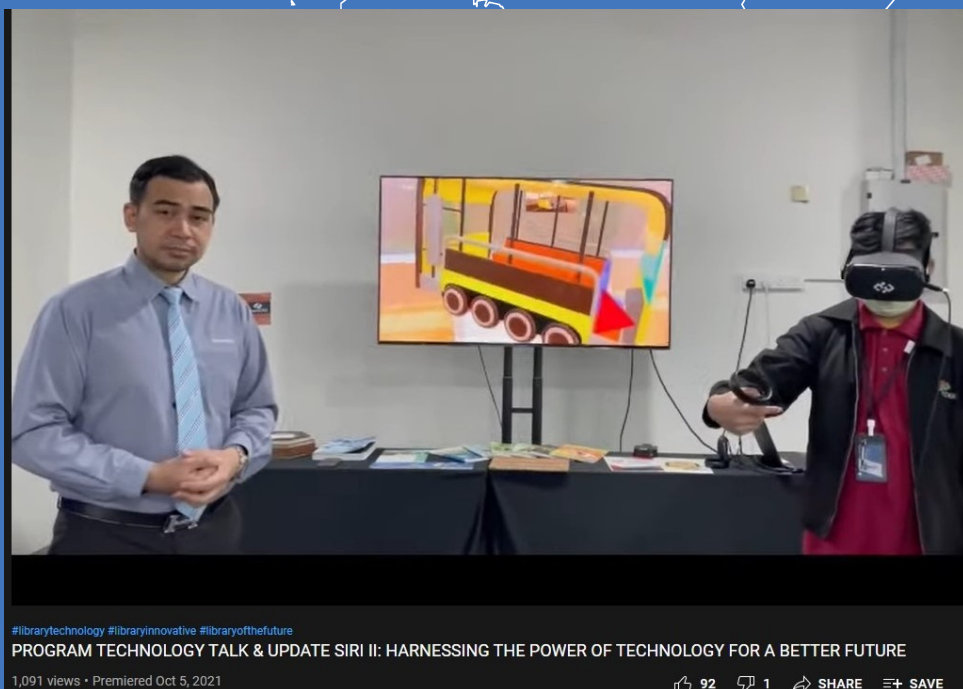 #librarytechnology #libraryinnovative #libraryofthefuture
PROGRAM TECHNOLOGY TALK & UPDATE SIRI II: HARNESSING THE POWER OF TECHNOLOGY FOR A BETTER FUTURE
1,091 views • Premiered Oct 5, 2021 92 1 SHARE SAVE